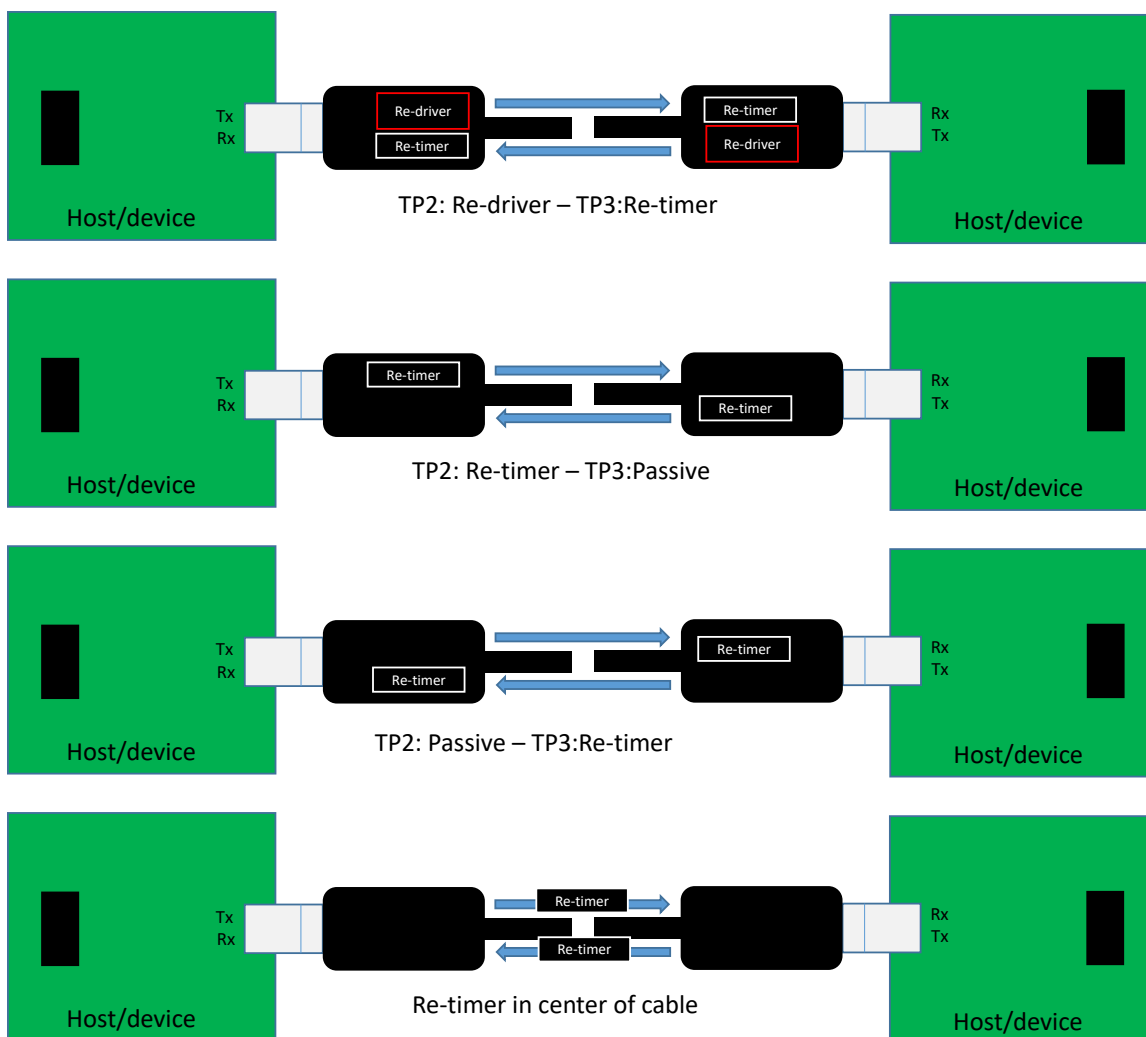 Re-driver
Re-timer
Tx
Rx
Re-timer
Re-driver
Rx
Tx
Host/device
TP2: Re-driver – TP3:Re-timer
Host/device
Re-timer
Tx
Rx
Re-timer
Rx
Tx
Host/device
TP2: Re-timer – TP3:Passive
Host/device
Tx
Rx
Re-timer
Re-timer
Rx
Tx
Host/device
TP2: Passive – TP3:Re-timer
Host/device
Tx
Rx
Re-timer
Re-timer
Rx
Tx
Host/device
Re-timer in center of cable
Host/device